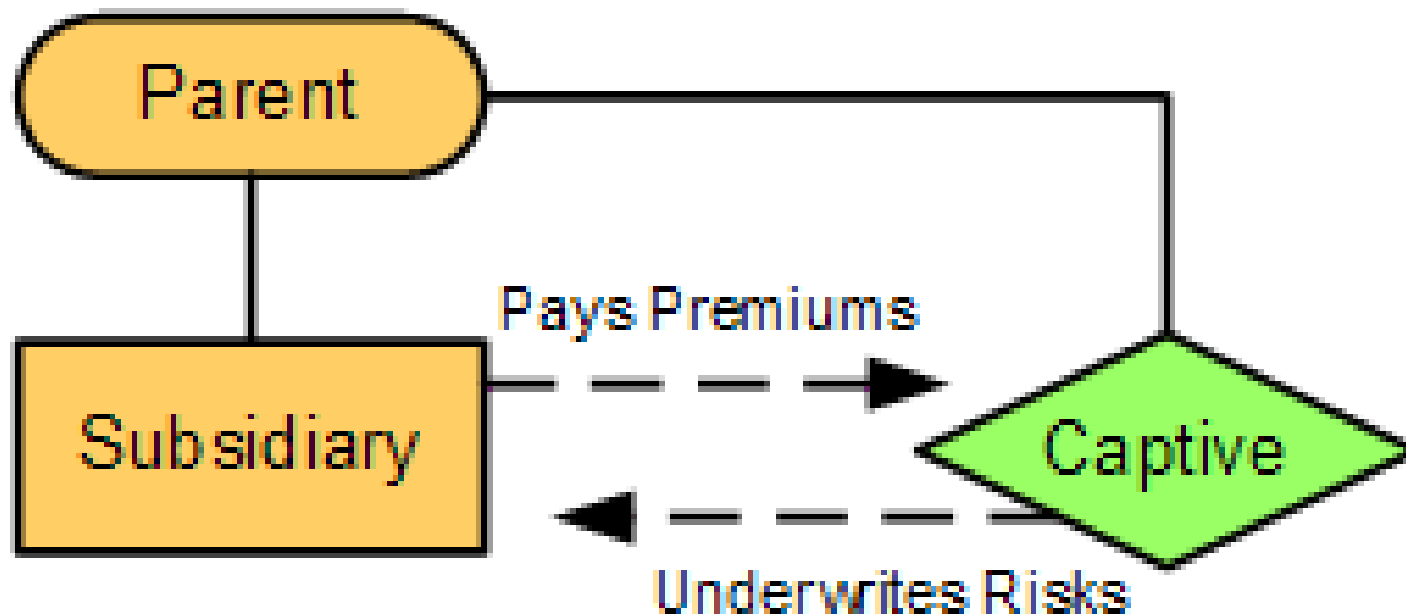 Parent
Pays Premiums
Subsidiary
Captive
Underwrites Risks